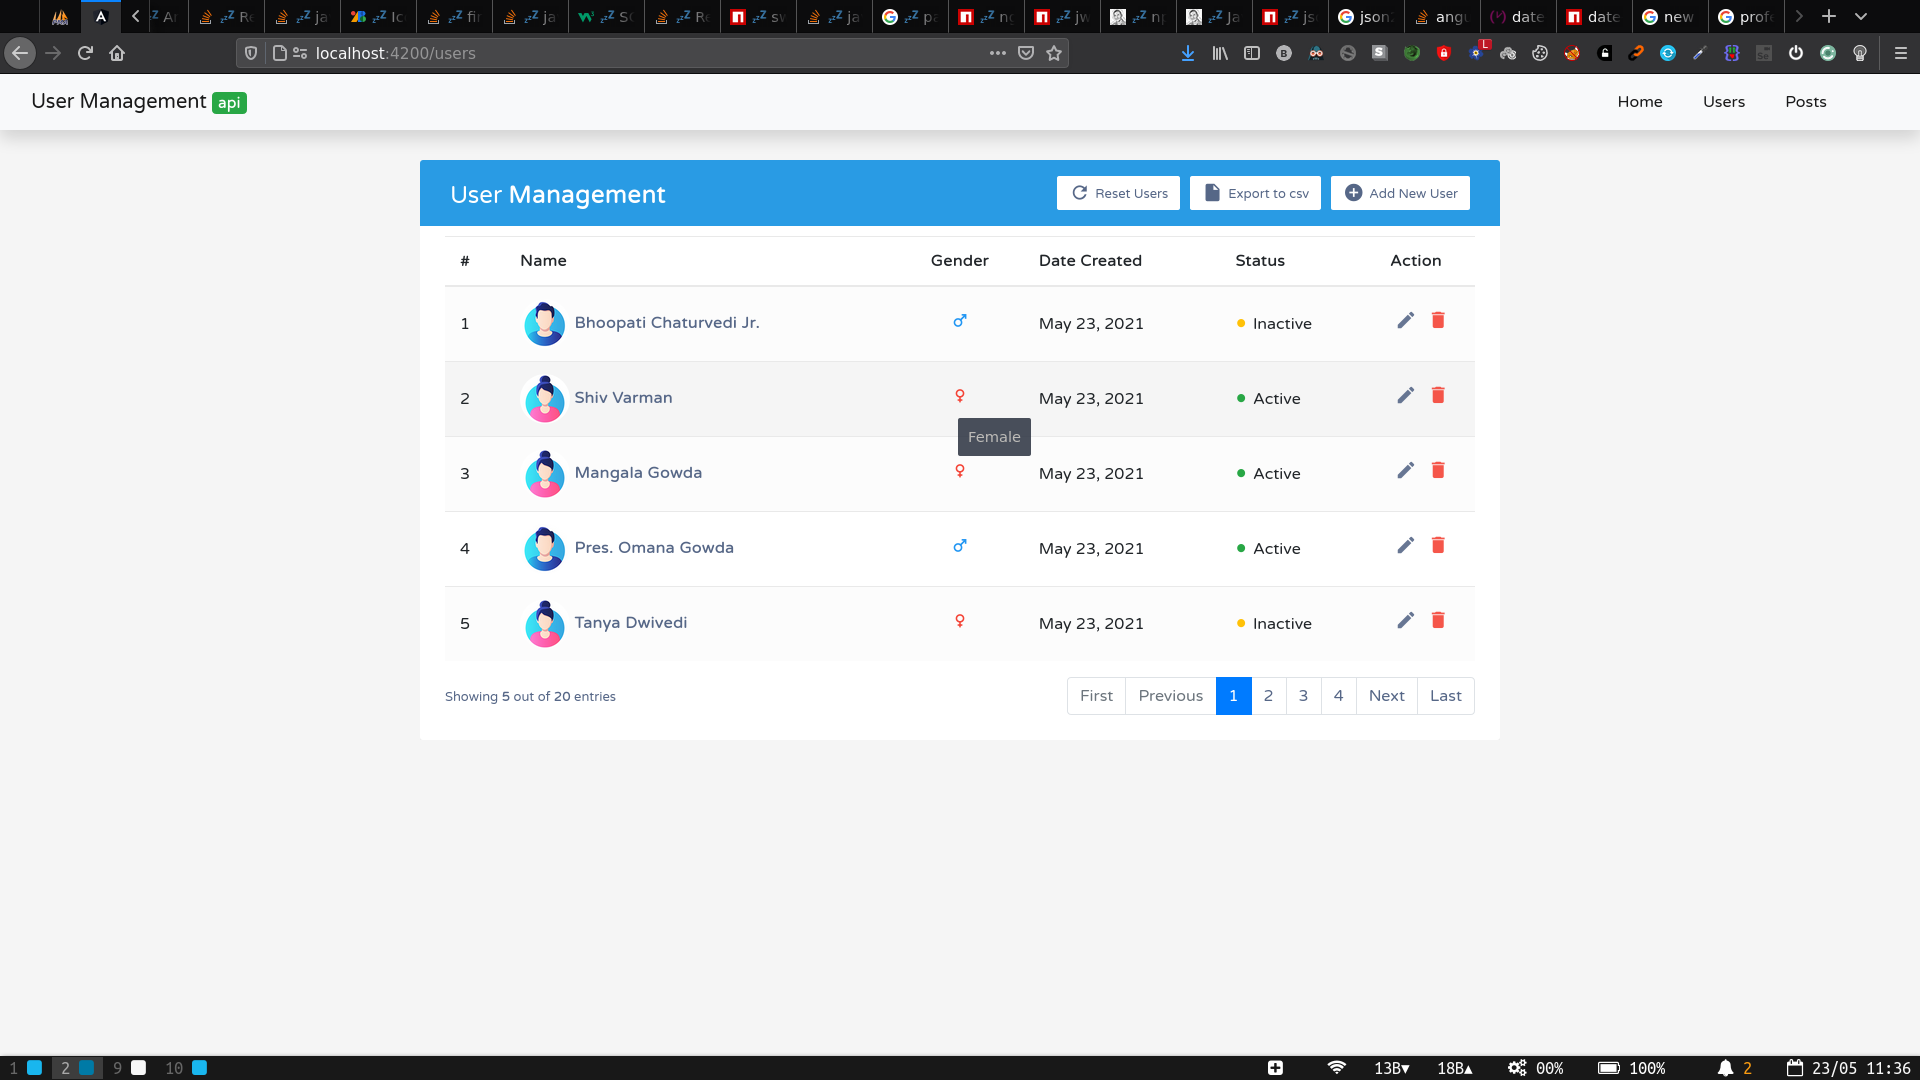 Ar Re ja Ic fir ja SC Re sw ja pa ng jw np Ja js json angu date date new profe
localhost:4200/users
L
User Management api Home Users Posts
User Management Reset Users Export to csv Add New User
# Name Gender Date Created Status Action
1 Bhoopati Chaturvedi Jr. May 23, 2021 Inactive
2 Shiv Varman May 23, 2021 Active
Female
3 Mangala Gowda May 23, 2021 Active
4 Pres. Omana Gowda May 23, 2021 Active
5 Tanya Dwivedi May 23, 2021 Inactive
Showing 5 out of 20 entries First Previous 1 2 3 4 Next Last
1 2 9 10 13B▾ 18B▴ 00% 100% 2 23/05 11:36